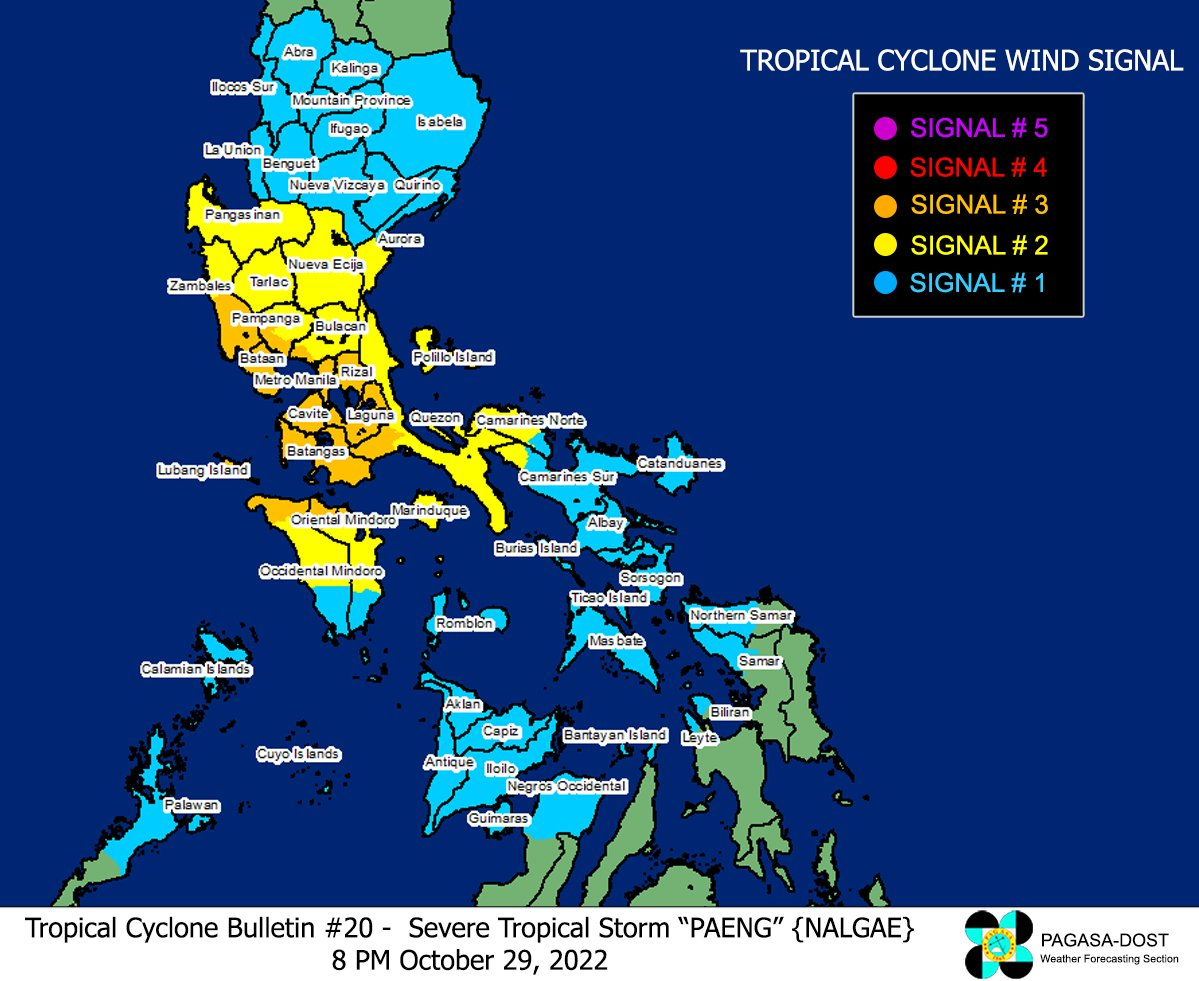 TROPICAL CYCLONE WIND SIGNAL
SIGNAL # 5
SIGNAL # 4
SIGNAL # 3
SIGNAL # 2
SIGNAL # 1
Abra
Kalinga
Ilocos Sur
Mountain Province
Isabela
Ifugao
La Union
Benguet
Nueva Vizcaya
Quirino
Pangasinan
Aurora
Nueva Ecija
Zambales
Tarlac
Pampanga
Bulacan
Bataan
Polillo Island
Metro Manila
Rizal
Cavite
Laguna
Quezon
Camarines Norte
Batangas
Lubang Island
Catanduanes
Camarines Sur
Marinduque
Oriental Mindoro
Albay
Burias Island
Occidental Mindoro
Sorsogon
Ticao Island
Romblon
Northern Samar
Masbate
Calamian Islands
Samar
Aklan
Biliran
Capiz
Bantayan Island
Leyte
Cuyo Islands
Antique
Iloilo
Negros Occidental
Palawan
Guimaras
Tropical Cyclone Bulletin #20 - Severe Tropical Storm “PAENG” {NALGAE}
8 PM October 29, 2022
PAGASA-DOST
Weather Forecasting Section